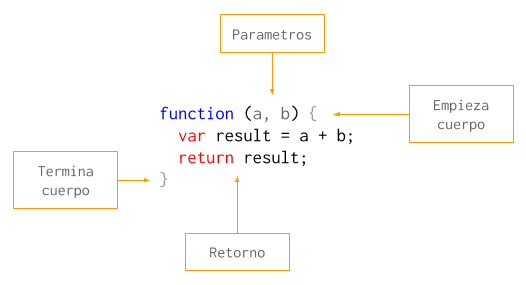 Parametros
function (a, b) {
var result = a + b;
return result;
}
Empieza
cuerpo
Termina
cuerpo
Retorno